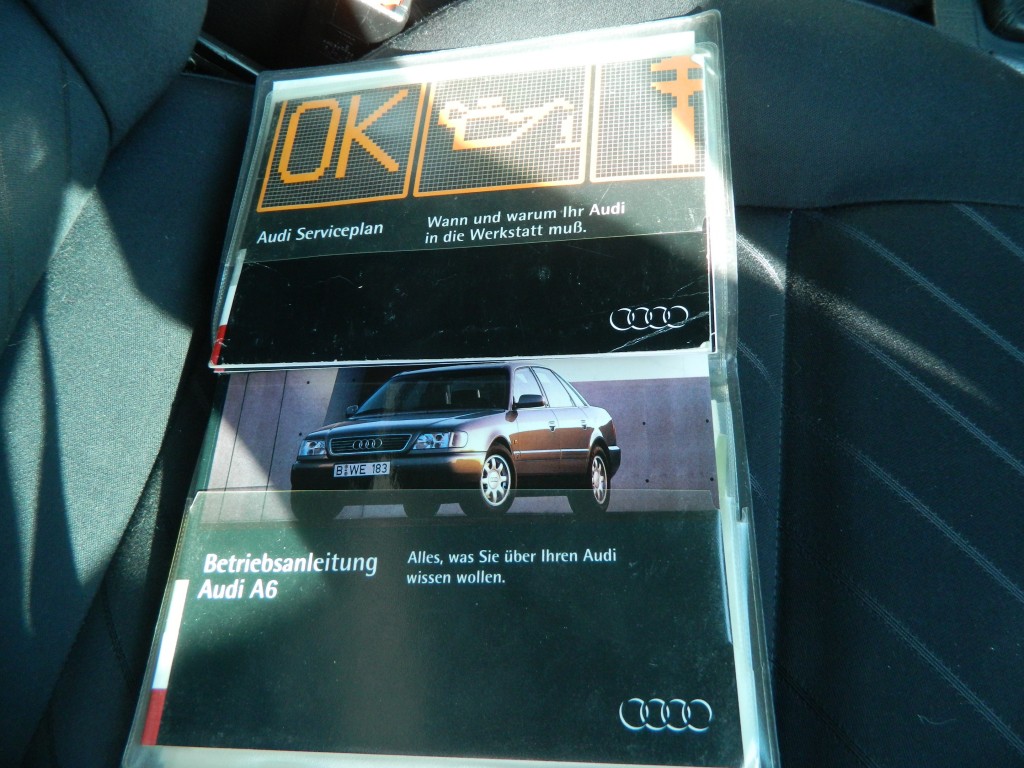 OK
Audi Serviceplan
Wann und warum Ihr Audi
in die Werkstatt muß.
B WE 183
Betriebsanleitung
Audi A6
Alles, was Sie über Ihren Audi
wissen wollen.